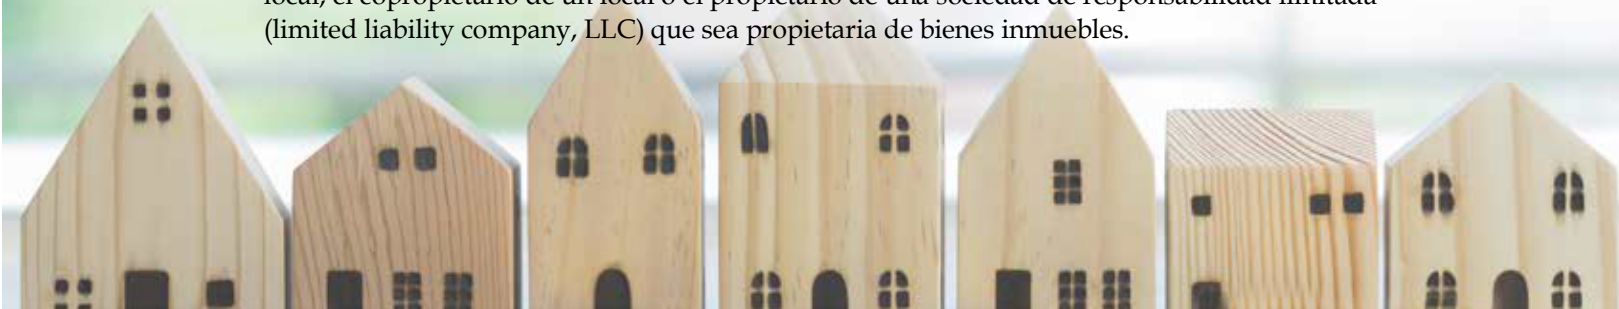 local, el copropietario de un local o el propietario de una sociedad de responsabilidad limitada
(limited liability company, LLC) que sea propietaria de bienes inmuebles.